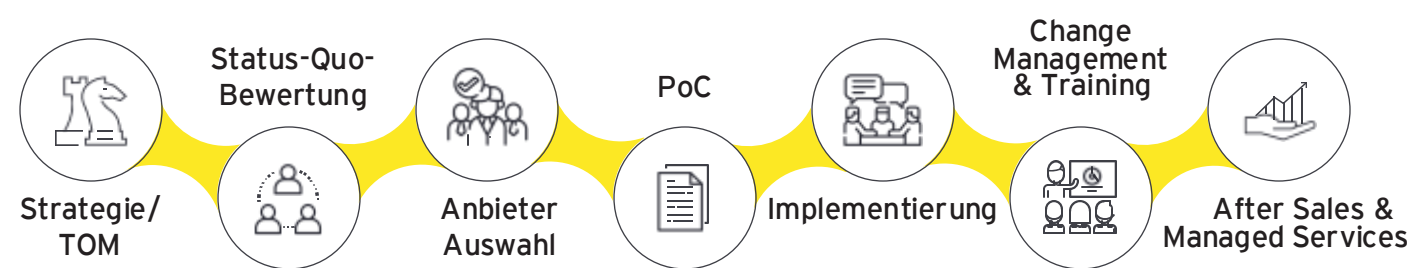 Strategie/
TOM
Status-Quo-
Bewertung
Anbieter
Auswahl
PoC
Implementierung
Change
Management
& Training
After Sales &
Managed Services